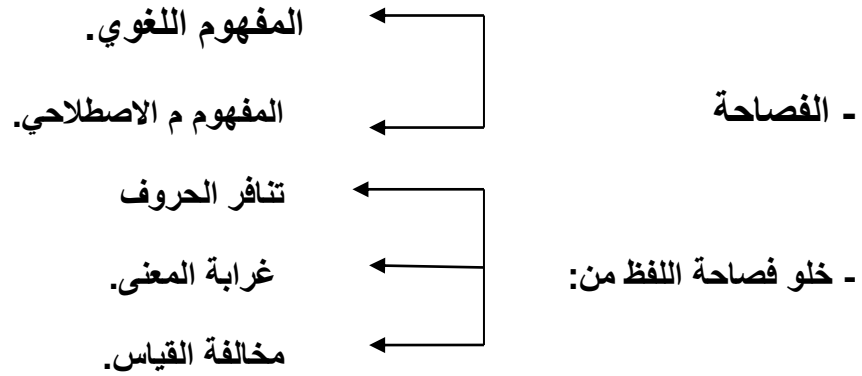 المفهوم اللغوي.
- الفصاحة
المفهوم م الاصطلاحي.
تنافر الحروف
- خلو فصاحة اللفظ من:
غرابة المعنى.
مخالفة القياس.